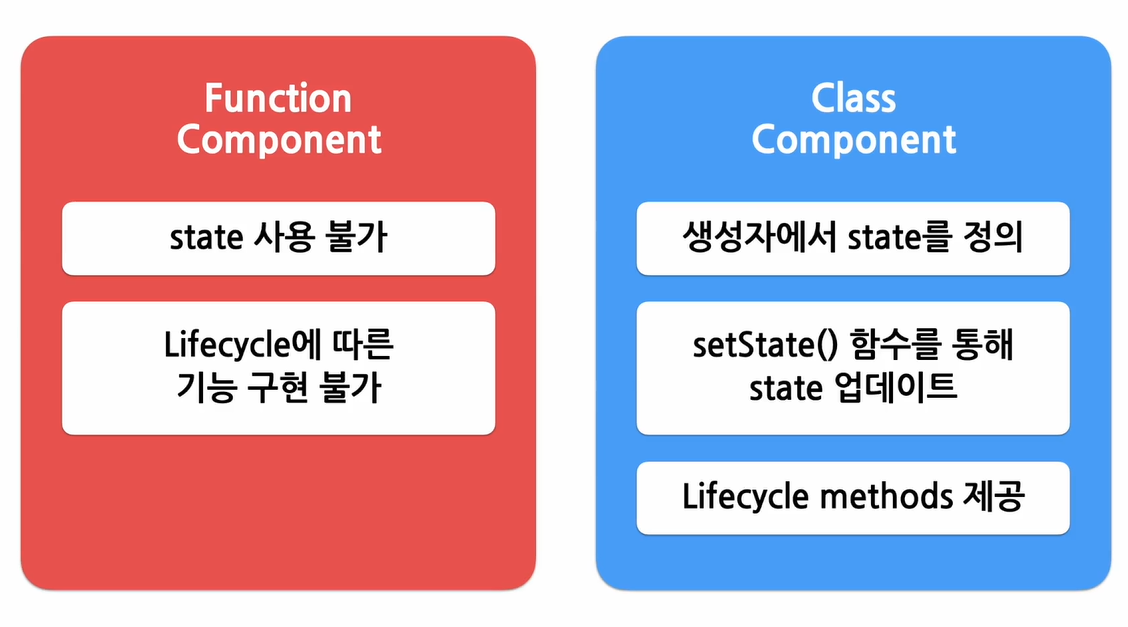 Function
Component
state 사용 불가
Lifecycle에 따른
기능 구현 불가
Class
Component
생성자에서 state를 정의
setState() 함수를 통해
state 업데이트
Lifecycle methods 제공